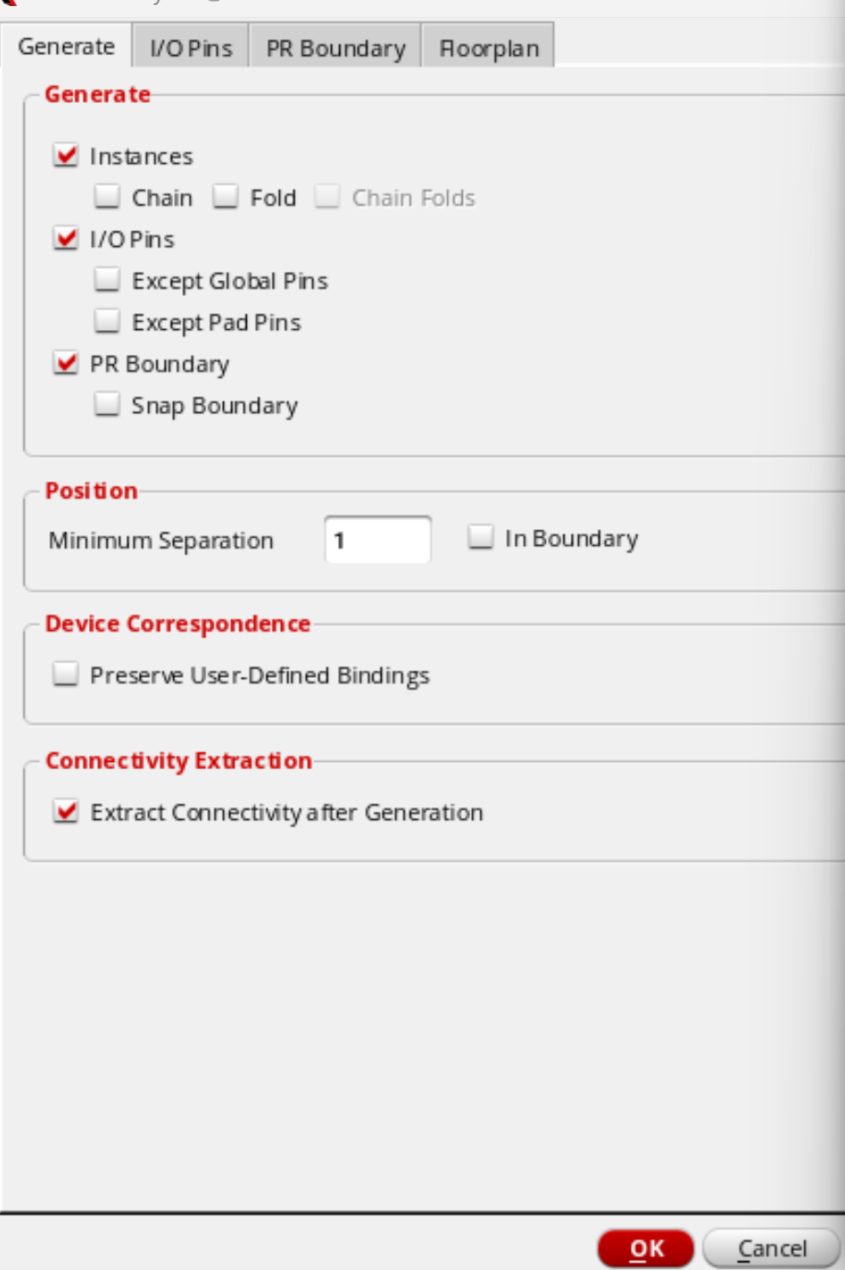 Generate I/O Pins PR Boundary Floorplan
Generate
Instances
Chain Fold Chain Folds
I/O Pins
Except Global Pins
Except Pad Pins
PR Boundary
Snap Boundary
Position
Minimum Separation 1 In Boundary
Device Correspondence
Preserve User-Defined Bindings
Connectivity Extraction
Extract Connectivity after Generation
OK Cancel